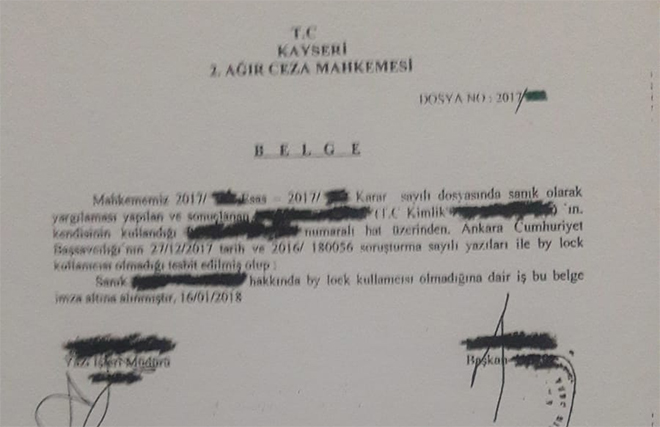 T.C
KAYSERİ
2. AĞIR CEZA MAHKEMESİ
DOSYA NO : 2017/
B E L G E
Mahkememiz 2017/ Esas – 2017/ Karar sayılı dosyasında sanık olarak
yargılaması yapılan ve sonuçlanan (T.C Kimlik ) 'ın,
kendisinin kullandığı numaralı hat üzerinden, Ankara Cumhuriyet
Başsavcılığı'nın 27/12/2017 tarih ve 2016/ 180056 soruşturma sayılı yazıları ile by lock
kullanıcısı olmadığı tesbit edilmiş olup ;
Sanık hakkında by lock kullanıcısı olmadığına dair iş bu belge
imza altına alınmıştır, 16/01/2018
Yazı İşleri Müdürü
Başkan